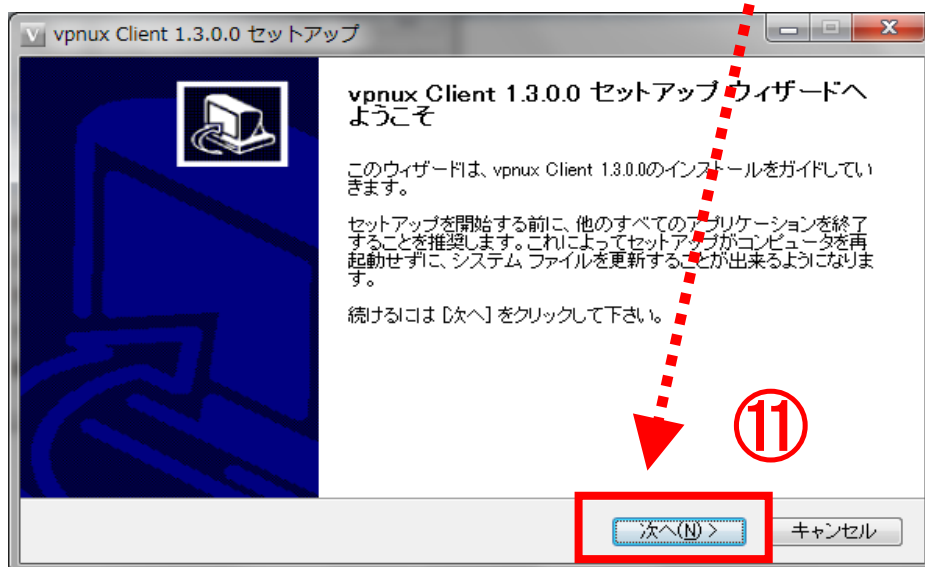 vpnux Client 1.3.0.0 セットアップ
vpnux Client 1.3.0.0 セットアップ ウィザードへ
ようこそ
このウィザードは、vpnux Client 1.3.0.0のインストールをガイドしてい
きます。
セットアップを開始する前に、他のすべてのアプリケーションを終了
することを推奨します。これによってセットアップがコンピュータを再
起動せずに、システム ファイルを更新することが出来るようになりま
す。
続けるには [次へ] をクリックして下さい。
⑪
次へ(N) >
キャンセル